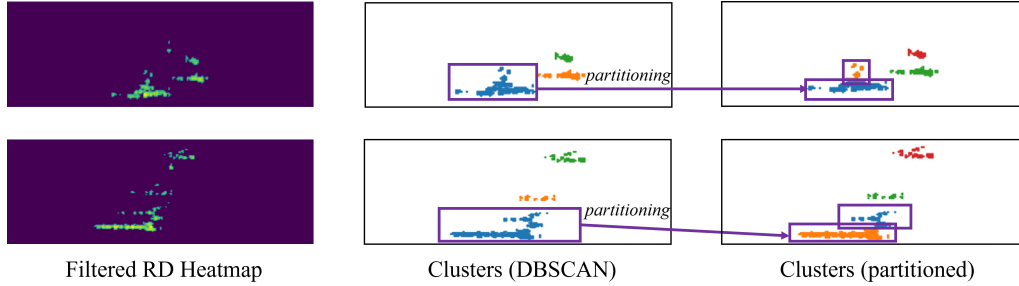 partitioning
partitioning
Filtered RD Heatmap
Clusters (DBSCAN)
Clusters (partitioned)